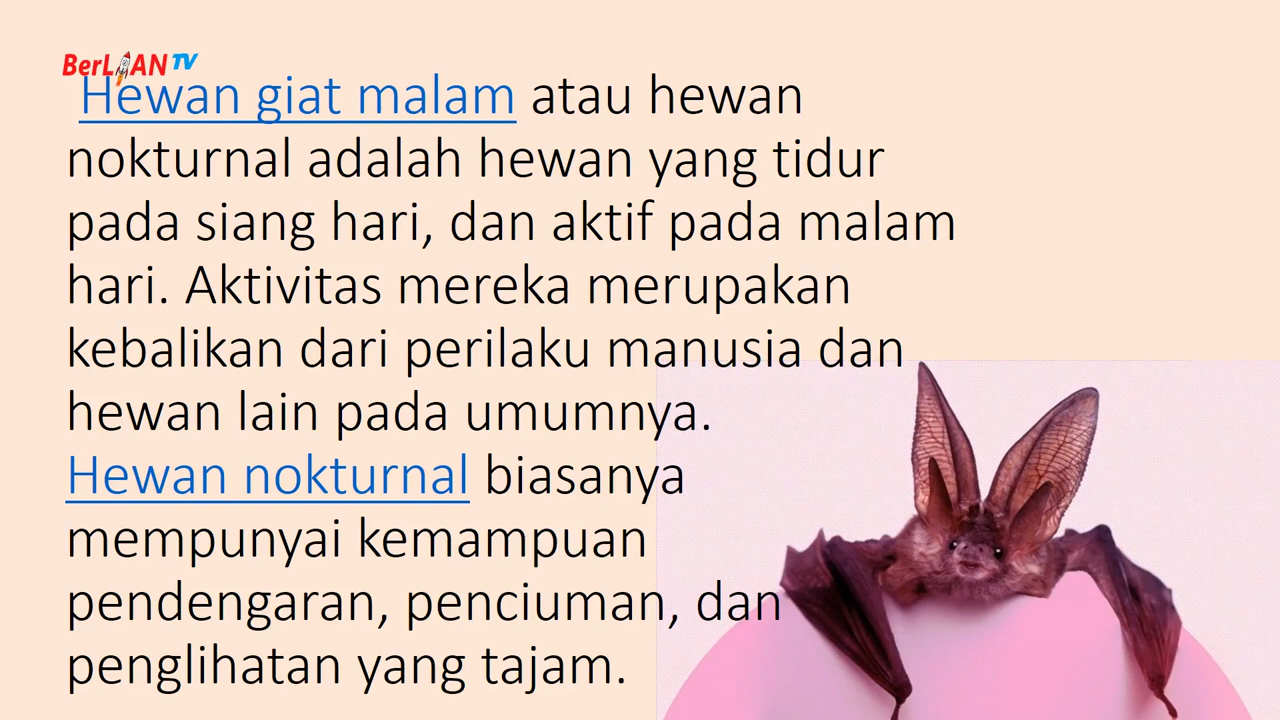 BerLIAN TV
Hewan giat malam atau hewan
nokturnal adalah hewan yang tidur
pada siang hari, dan aktif pada malam
hari. Aktivitas mereka merupakan
kebalikan dari perilaku manusia dan
hewan lain pada umumnya.
Hewan nokturnal biasanya
mempunyai kemampuan
pendengaran, penciuman, dan
penglihatan yang tajam.